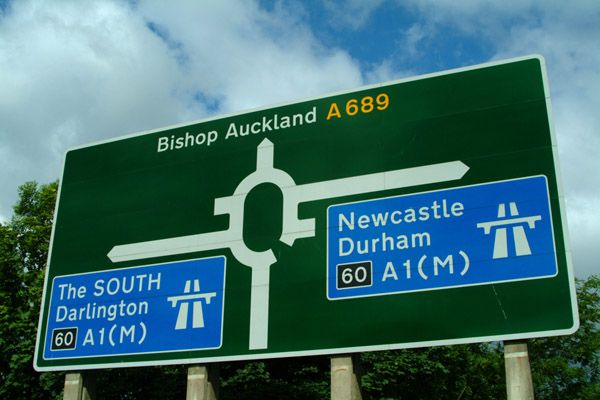 Bishop Auckland A689
Newcastle
Durham
60 A1(M)
The SOUTH
Darlington
60 A1(M)